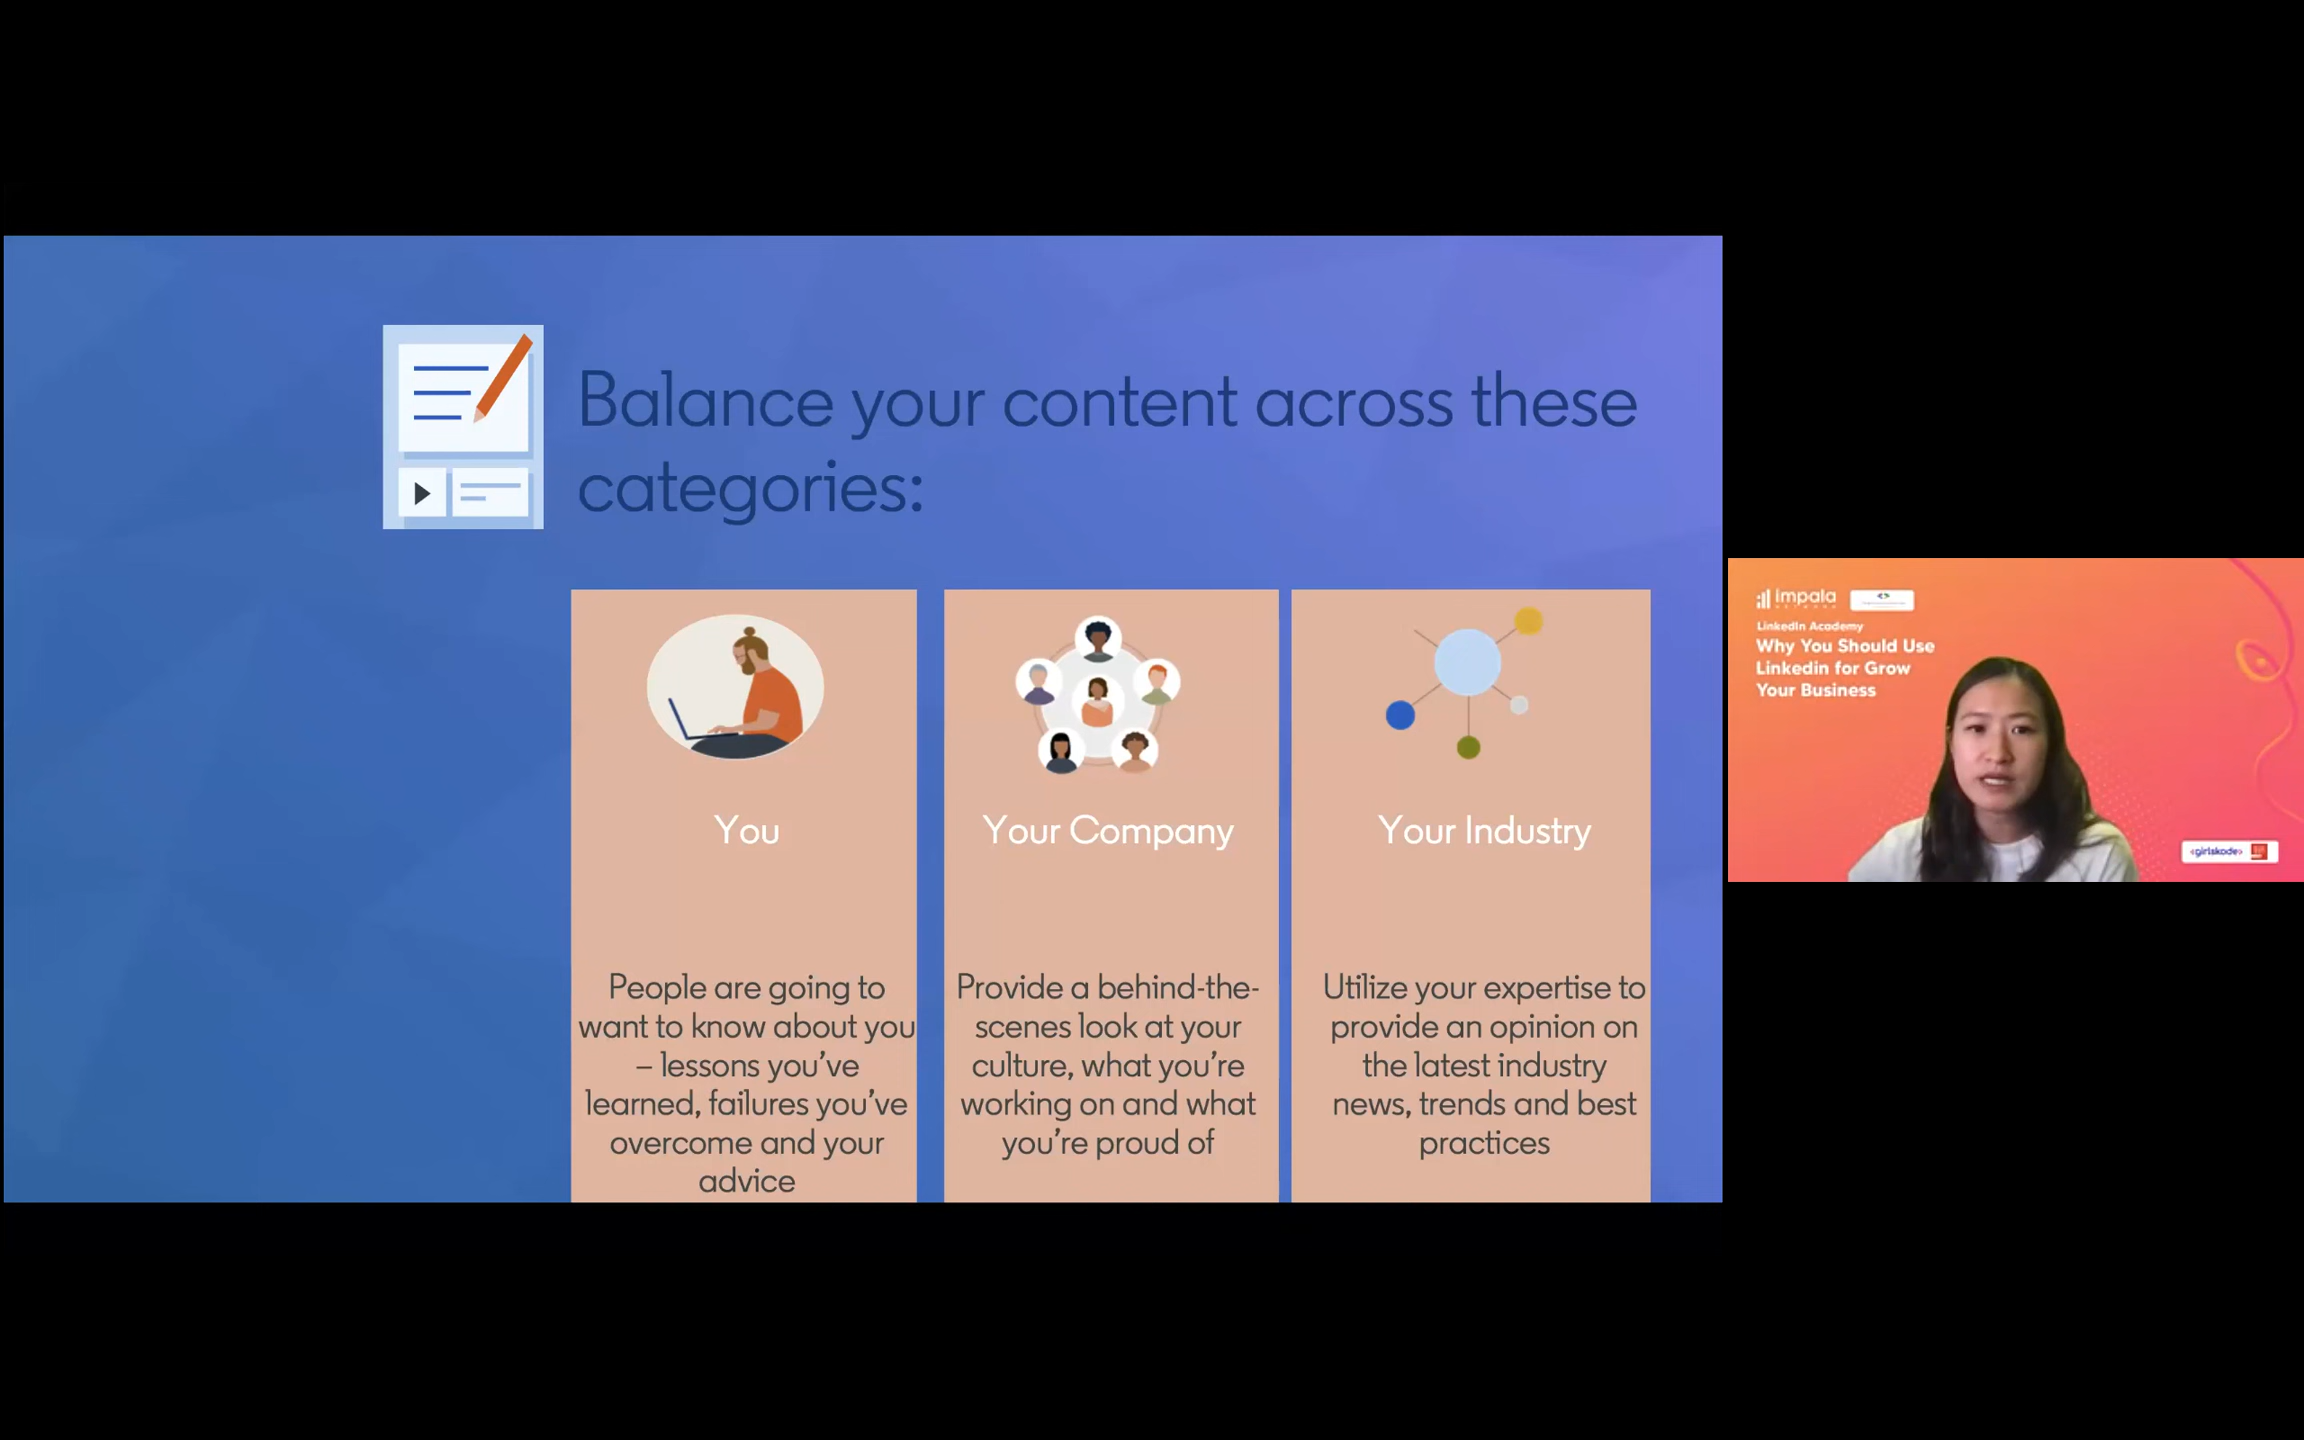 Balance your content across these
categories:
You
People are going to
want to know about you
– lessons you've
learned, failures you've
overcome and your
advice
Your Company
Provide a behind-the-
scenes look at your
culture, what you're
working on and what
you're proud of
Your Industry
Utilize your expertise to
provide an opinion on
the latest industry
news, trends and best
practices
impala
NETWORK
LinkedIn Academy
Why You Should Use
Linkedin for Grow
Your Business
<girlskode>